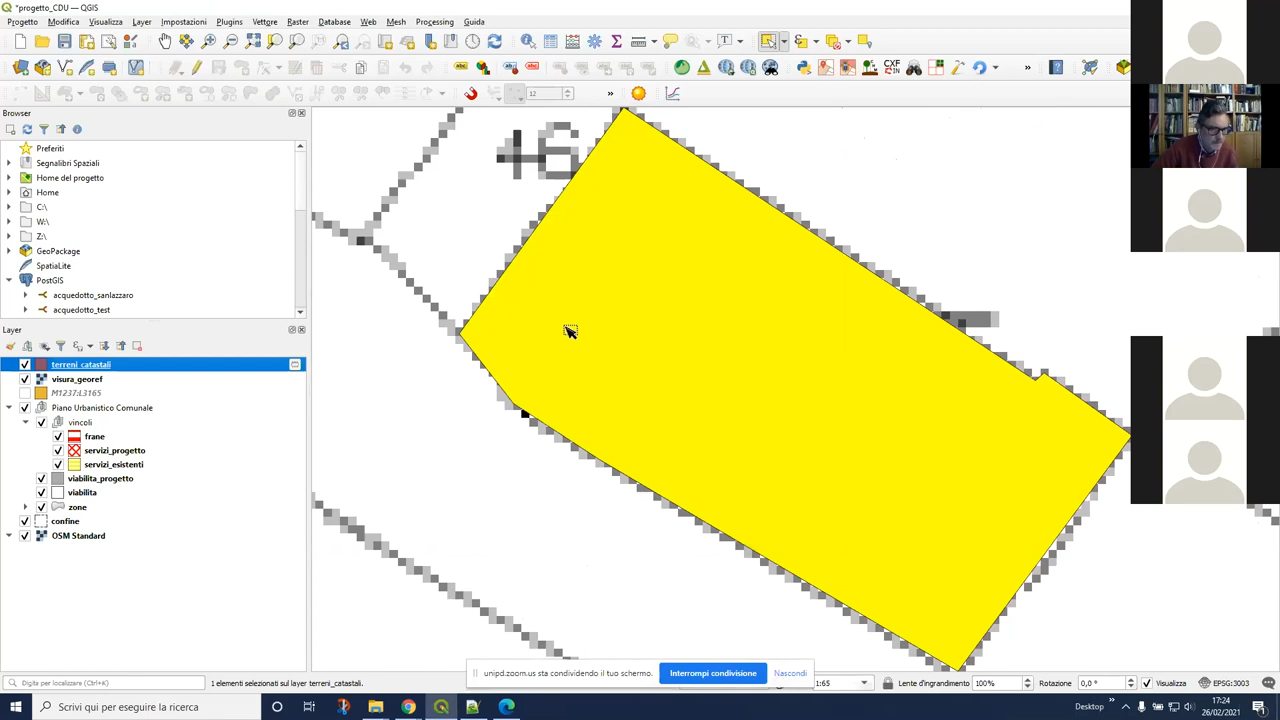 *progetto_CDU — QGIS
Progetto Modifica Visualizza Layer Impostazioni Plugins Vettore Raster Database Web Mesh Processing Guida
12
Browser
Preferiti
Segnalibri Spaziali
Home del progetto
Home
C:\
W:\
Z:\
GeoPackage
SpatiaLite
PostGIS
acquedotto_sanlazzaro
acquedotto_test
Layer
terreni_catastali
visura_georef
M1237:L3165
Piano Urbanistico Comunale
vincoli
frane
servizi_progetto
servizi_esistenti
viabilita_progetto
viabilita
zone
confine
OSM Standard
46
unipd.zoom.us sta condividendo il tuo schermo.
Interrompi condivisione
Nascondi
Digita per localizzare (Ctrl+K)
1 elementi selezionati sul layer terreni_catastali.
1:65
Lente d'ingrandimento 100%
Rotazione 0,0 °
Visualizza
EPSG:3003
Scrivi qui per eseguire la ricerca
Desktop
17:24
26/02/2021